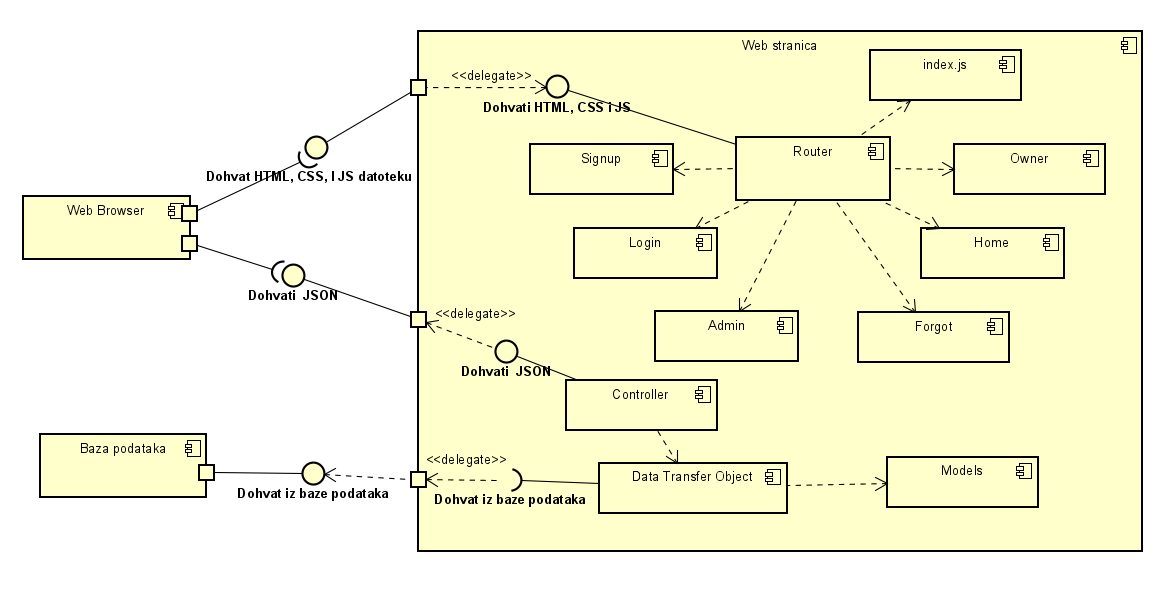 Web stranica
index.js
<<delegate>>
Dohvati HTML, CSS i JS
Signup
Router
Owner
Dohvat HTML, CSS, I JS datoteku
Web Browser
Login
Home
Dohvati JSON
<<delegate>>
Admin
Forgot
Dohvati JSON
Controller
Baza podataka
<<delegate>>
Data Transfer Object
Models
Dohvat iz baze podataka
Dohvat iz baze podataka